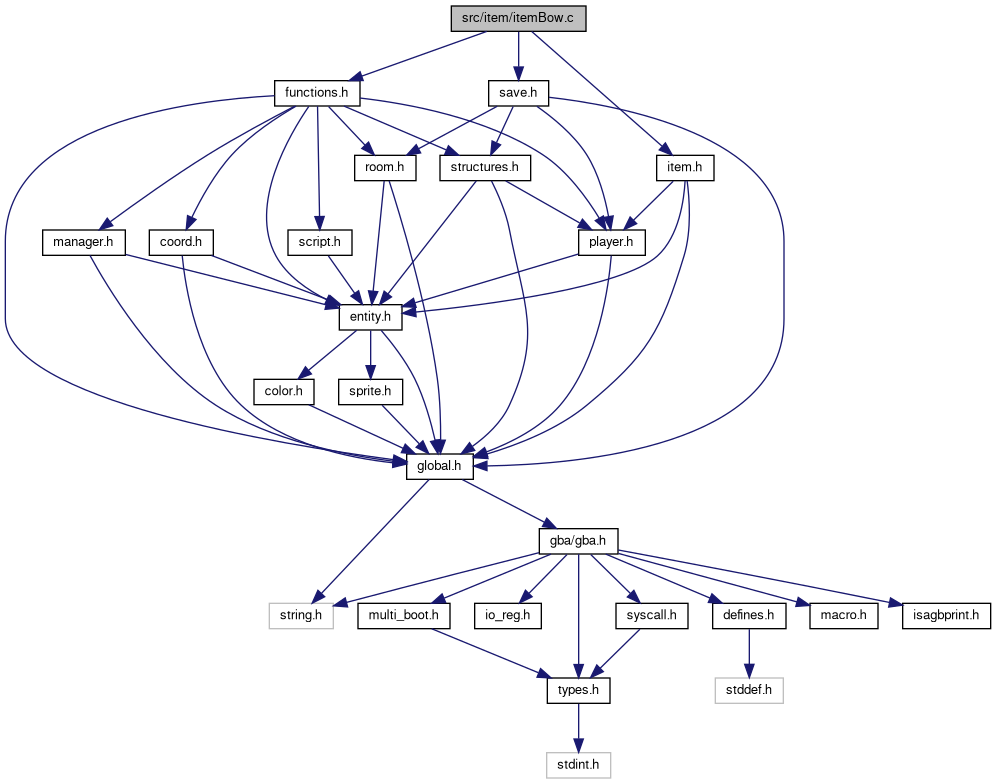 src/item/itemBow.c
functions.h
save.h
room.h
structures.h
item.h
manager.h
coord.h
script.h
player.h
entity.h
color.h
sprite.h
global.h
gba/gba.h
string.h
multi_boot.h
io_reg.h
syscall.h
defines.h
macro.h
isagbprint.h
types.h
stddef.h
stdint.h